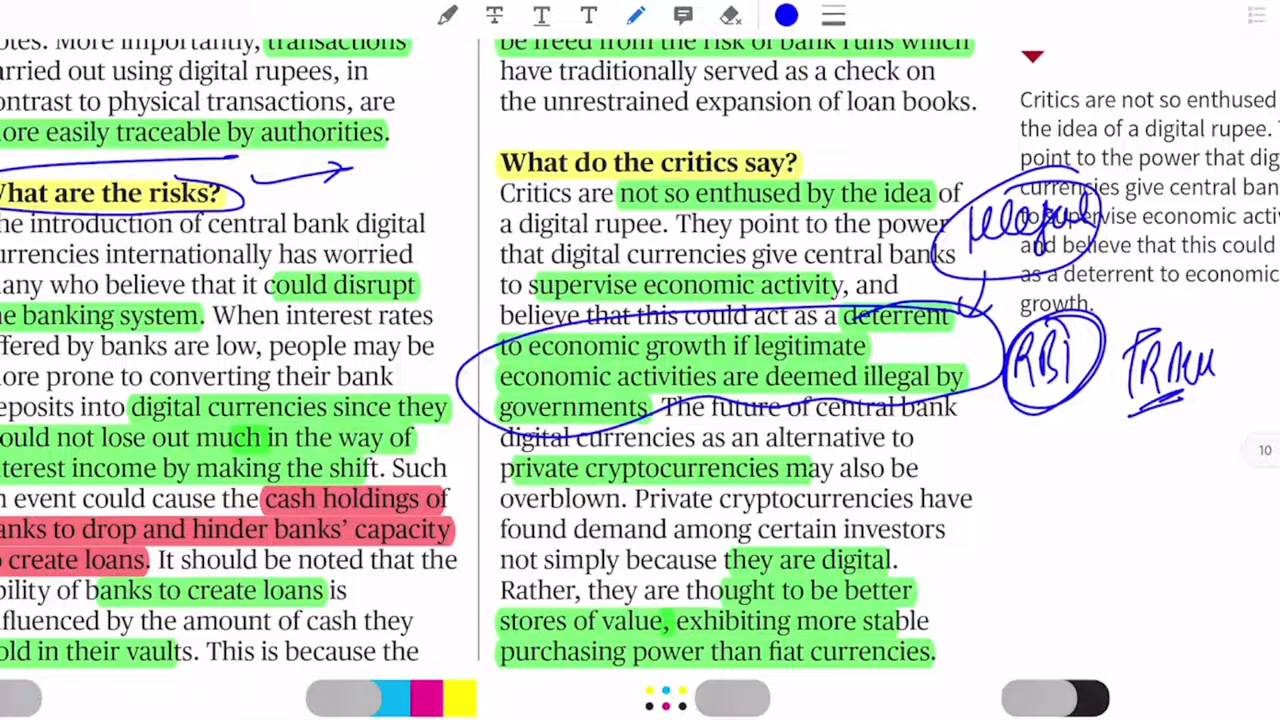 otes. More importantly, transactions
arried out using digital rupees, in
ontrast to physical transactions, are
ore easily traceable by authorities.
What are the risks?
he introduction of central bank digital
urrencies internationally has worried
any who believe that it could disrupt
he banking system. When interest rates
ffered by banks are low, people may be
ore prone to converting their bank
eposits into digital currencies since they
ould not lose out much in the way of
nterest income by making the shift. Such
n event could cause the cash holdings of
anks to drop and hinder banks' capacity
o create loans. It should be noted that the
bility of banks to create loans is
nfluenced by the amount of cash they
old in their vaults. This is because the
be freed from the risk of bank runs which
have traditionally served as a check on
the unrestrained expansion of loan books.
What do the critics say?
Critics are not so enthused by the idea of
a digital rupee. They point to the power
that digital currencies give central banks
to supervise economic activity, and
believe that this could act as a deterrent
to economic growth if legitimate
economic activities are deemed illegal by
governments. The future of central bank
digital currencies as an alternative to
private cryptocurrencies may also be
overblown. Private cryptocurrencies have
found demand among certain investors
not simply because they are digital.
Rather, they are thought to be better
stores of value, exhibiting more stable
purchasing power than fiat currencies.
Critics are not so enthused
the idea of a digital rupee. T
point to the power that dig
currencies give central ban
to supervise economic activ
and believe that this could
as a deterrent to economic
growth.
illegal
RBI
10